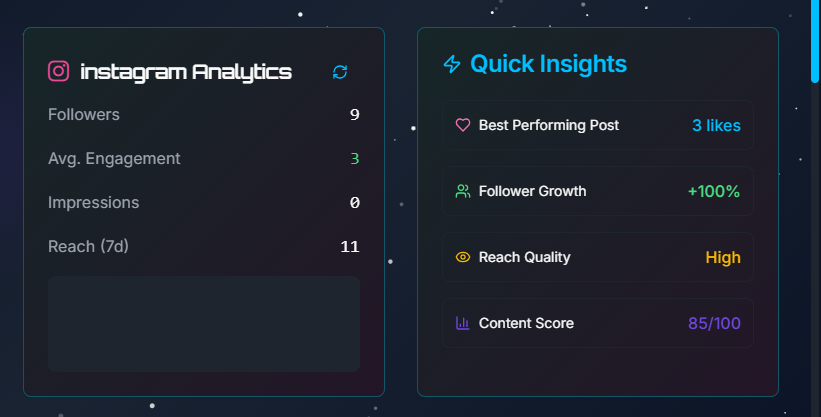 instagram Analytics
Followers 9
Avg. Engagement 3
Impressions 0
Reach (7d) 11
Quick Insights
Best Performing Post 3 likes
Follower Growth +100%
Reach Quality High
Content Score 85/100